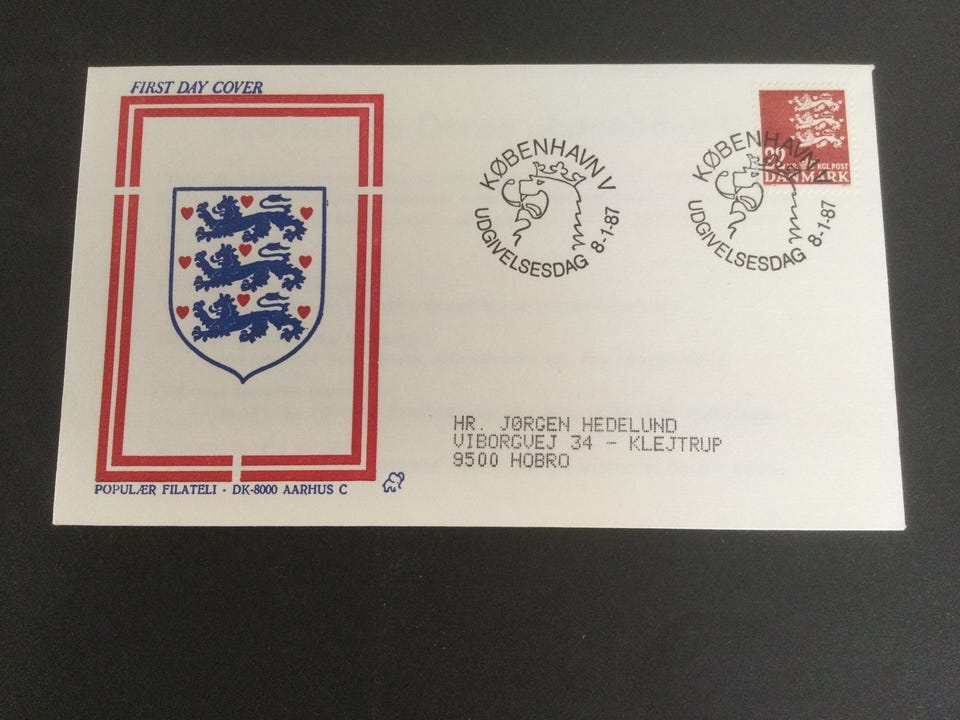 FIRST DAY COVER
KØBENHAVN V
UDGIVELSESDAG 8-1-87
KØBENHAVN V
UDGIVELSESDAG 8-1-87
KGL.POST
DANMARK
HR. JØRGEN HEDELUND
VIBORGVEJ 34 - KLEJTRUP
9500 HOBRO
POPULÆR FILATELI · DK-8000 AARHUS C